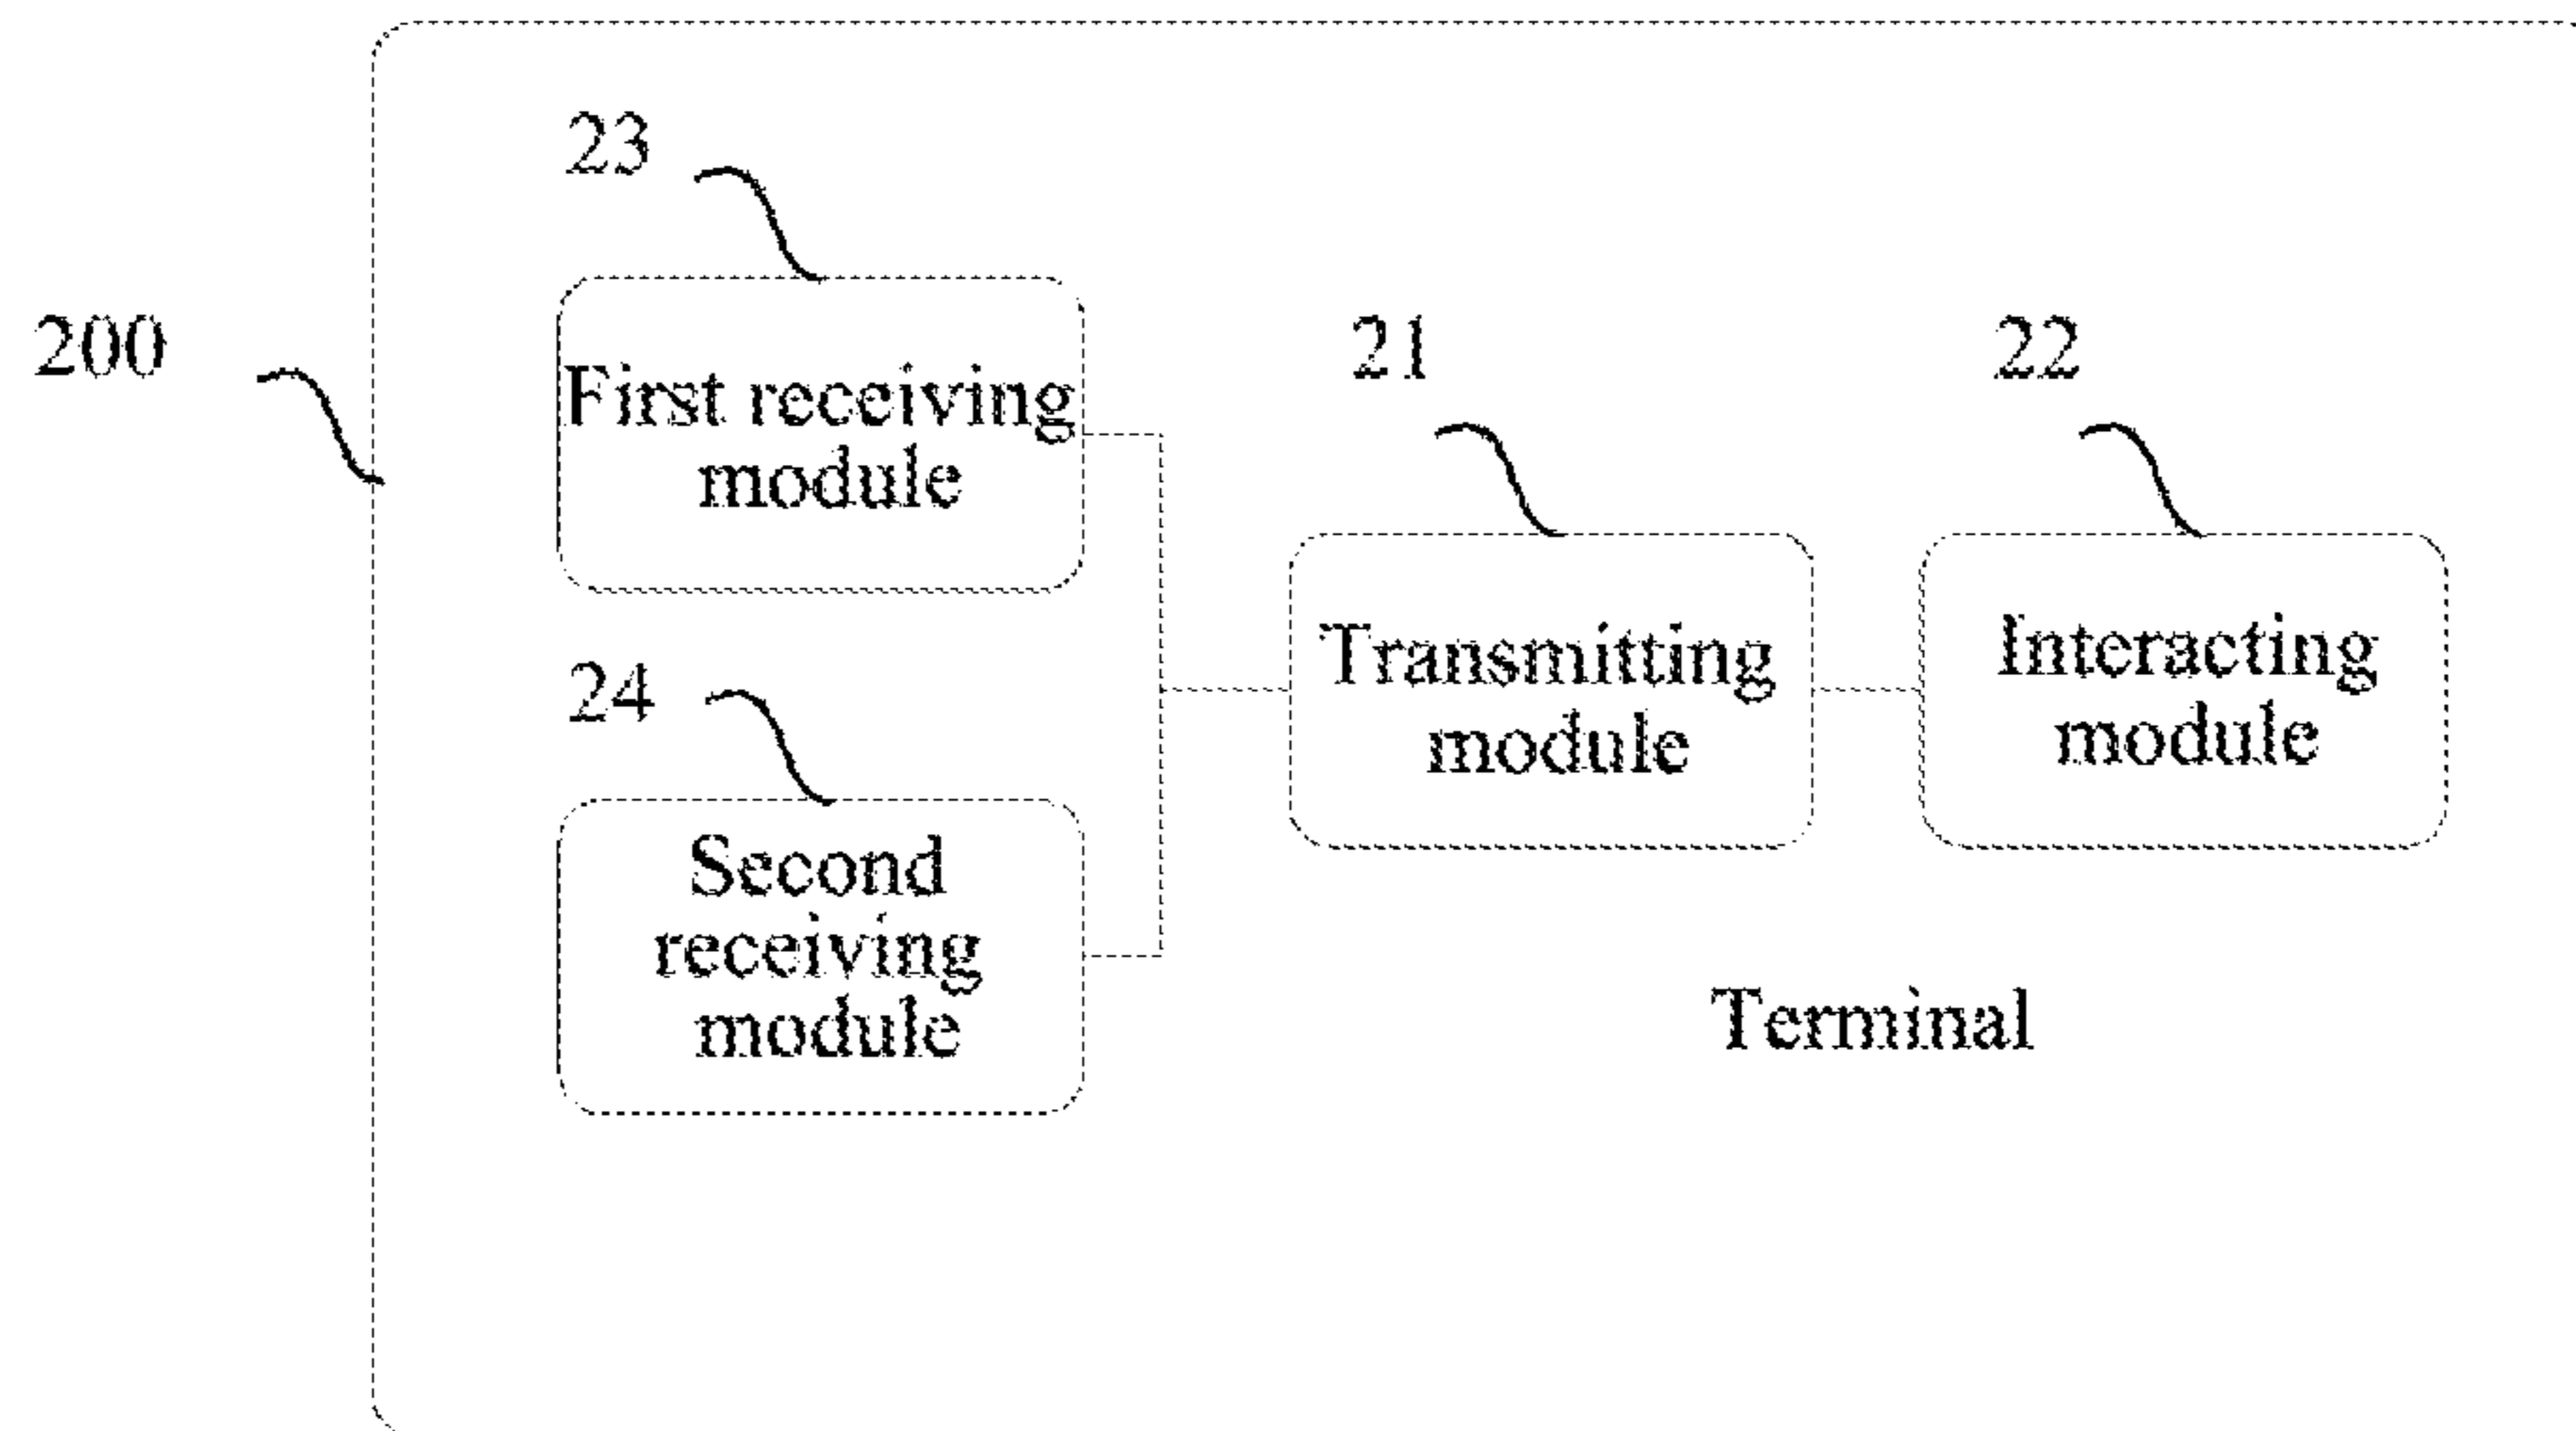 23
200
First receiving
module
21
22
Transmitting
module
Interacting
module
24
Second
receiving
module
Terminal